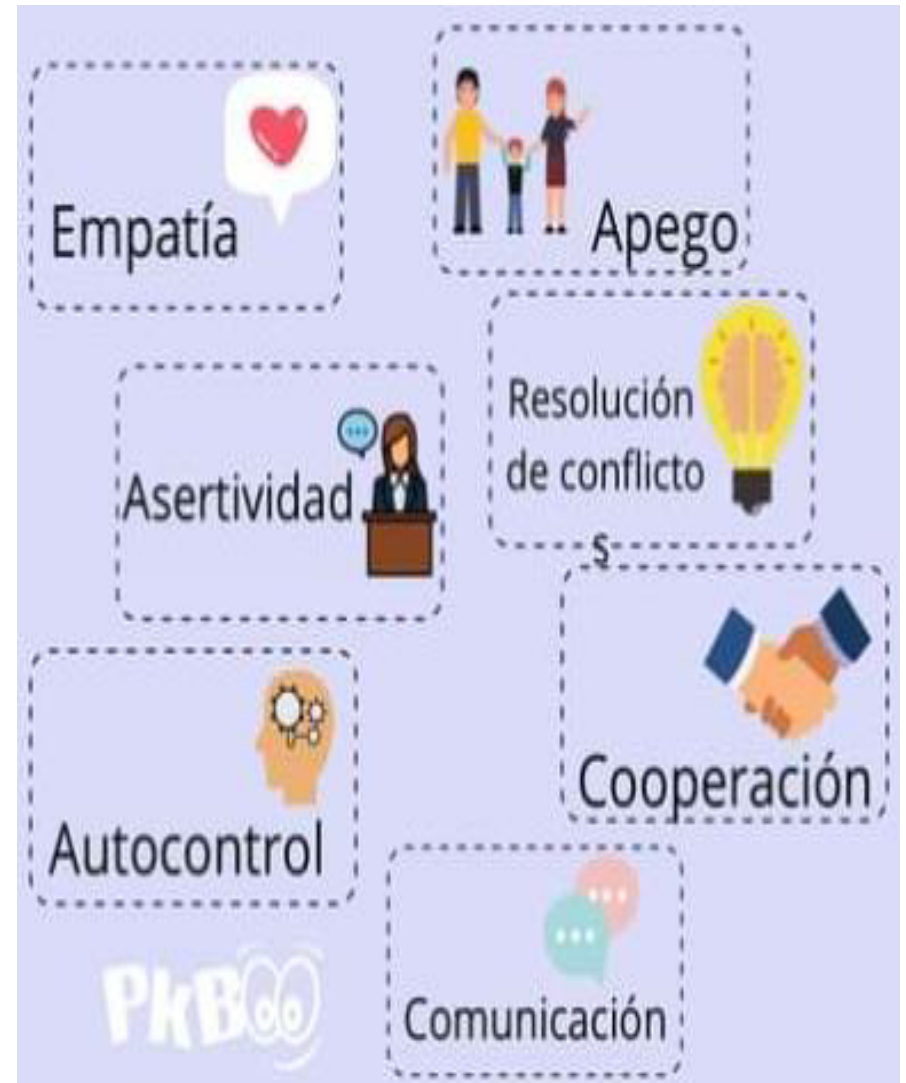 Empatía
Apego
Resolución
de conflicto
s
Asertividad
Cooperación
Autocontrol
Comunicación
PkBoo